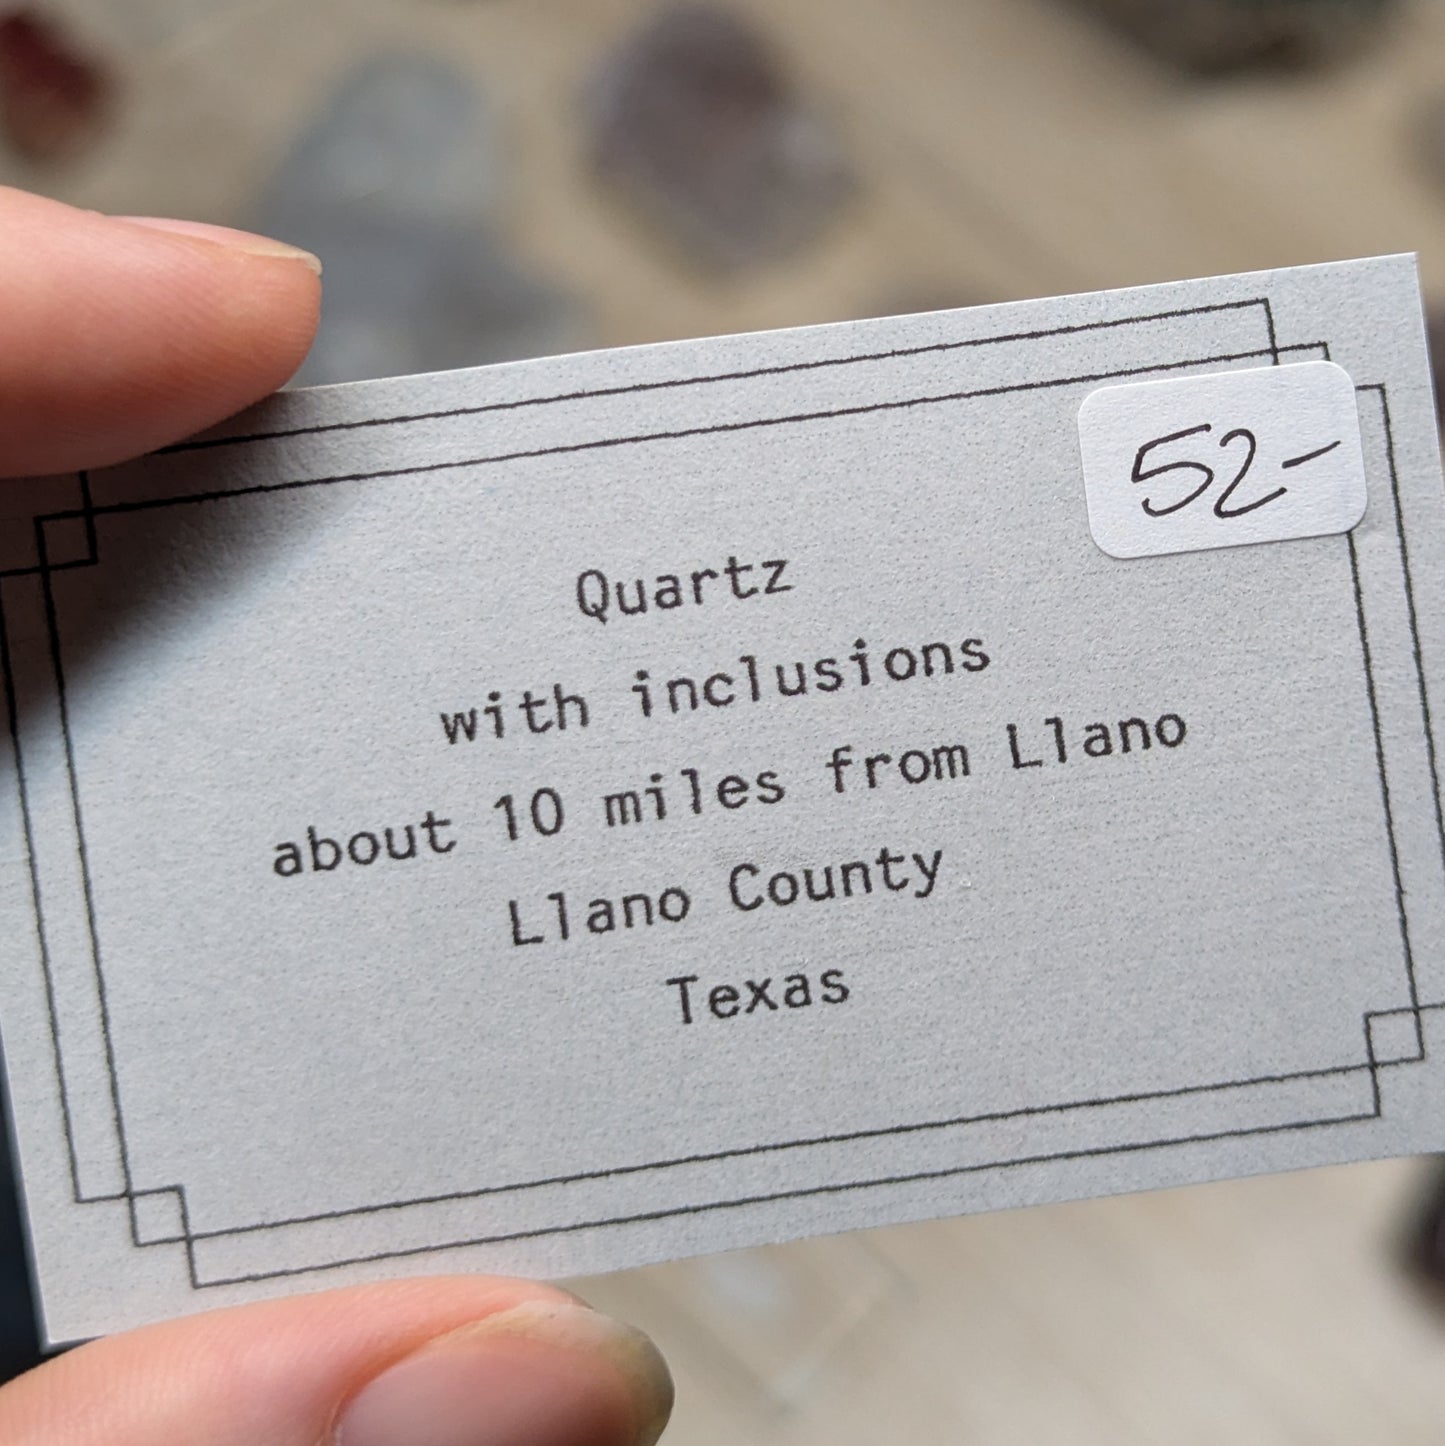 52-
Quartz
with inclusions
about 10 miles from Llano
Llano County
Texas